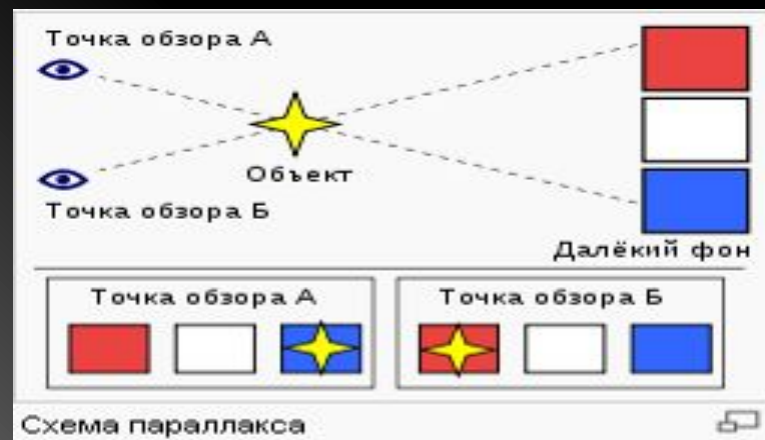 Точка обзора А
Объект
Точка обзора Б
Далёкий фон
Точка обзора А
Точка обзора Б
Схема параллакса